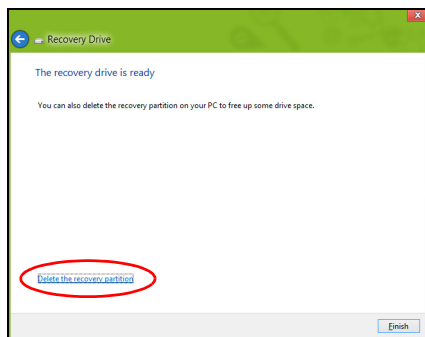 x
Recovery Drive
The recovery drive is ready
You can also delete the recovery partition on your PC to free up some drive space.
Delete the recovery partition
Finish